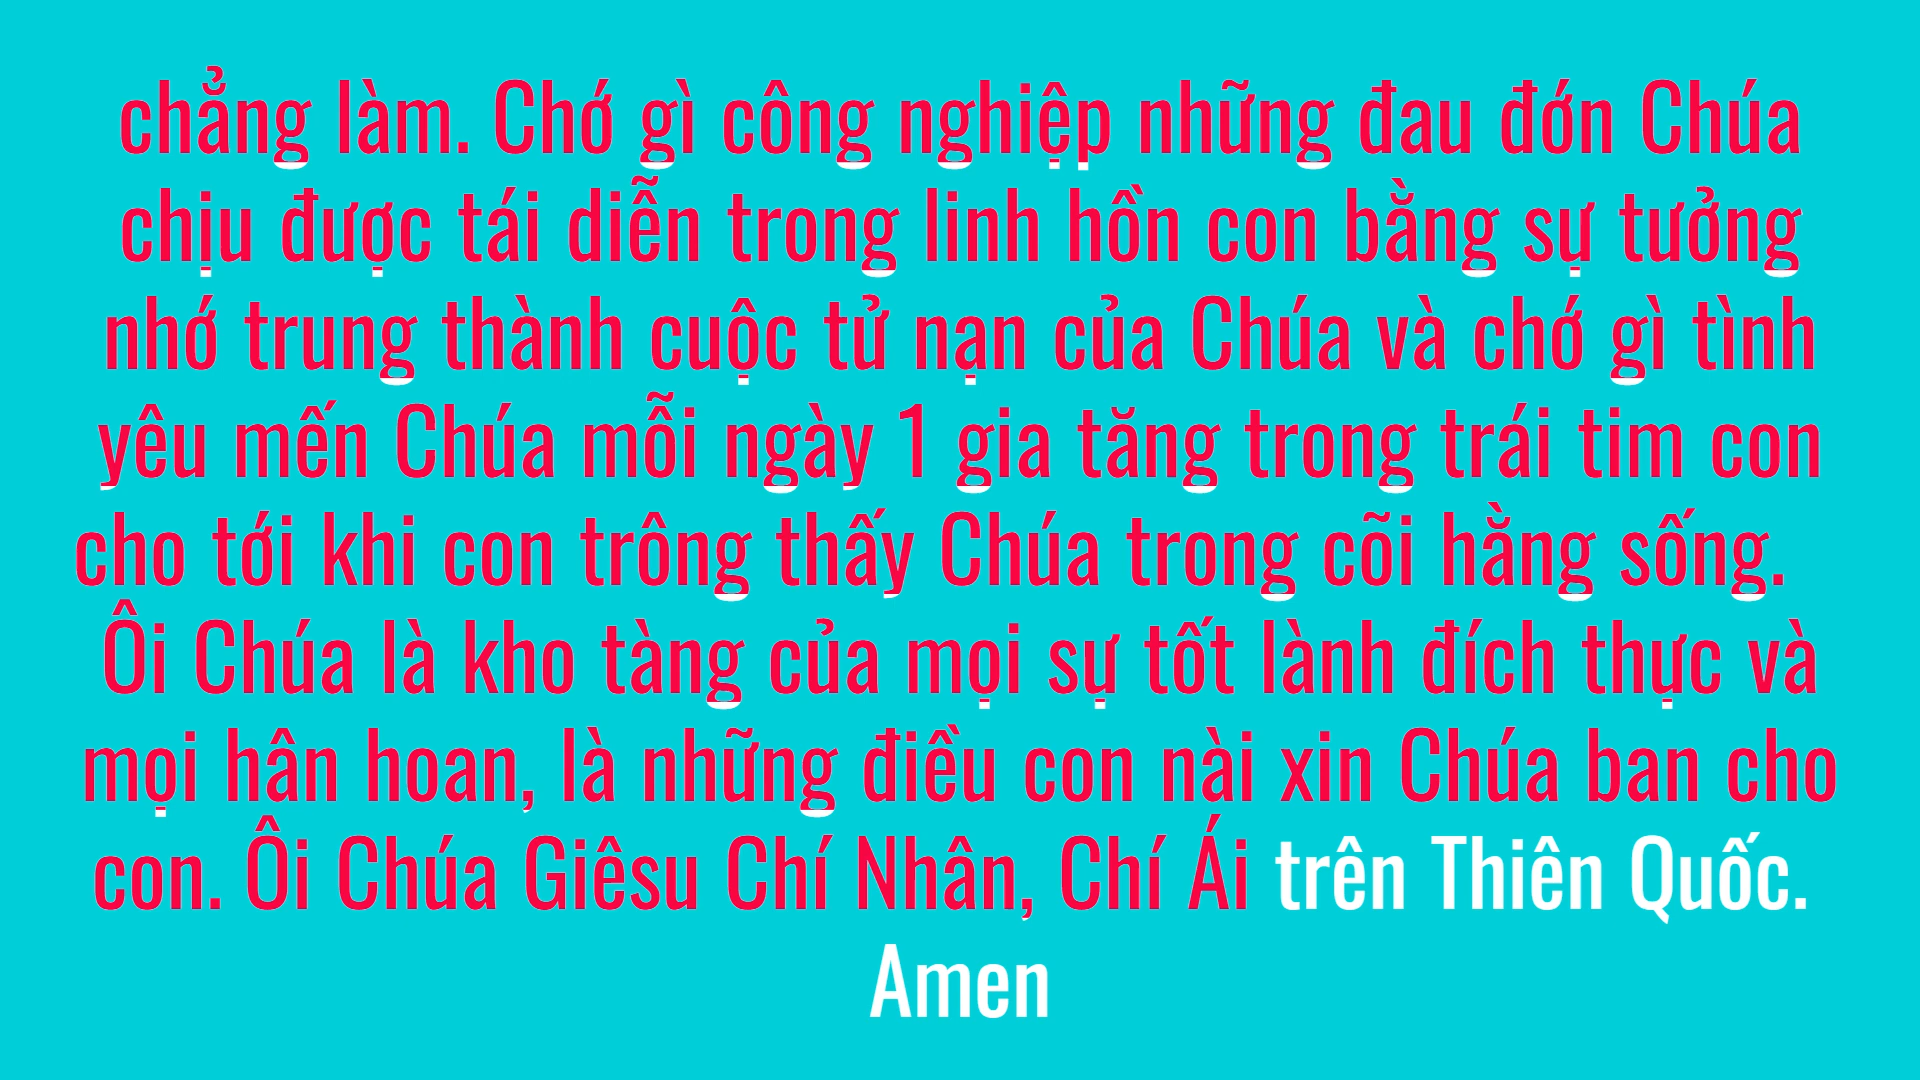 chẳng làm. Chớ gì công nghiệp những đau đớn Chúa
chịu được tái diễn trong linh hồn con bằng sự tưởng
nhớ trung thành cuộc tử nạn của Chúa và chớ gì tình
yêu mến Chúa mỗi ngày 1 gia tăng trong trái tim con
cho tới khi con trông thấy Chúa trong cõi hằng sống.
Ôi Chúa là kho tàng của mọi sự tốt lành đích thực và
mọi hân hoan, là những điều con nài xin Chúa ban cho
con. Ôi Chúa Giêsu Chí Nhân, Chí Ái trên Thiên Quốc.
Amen